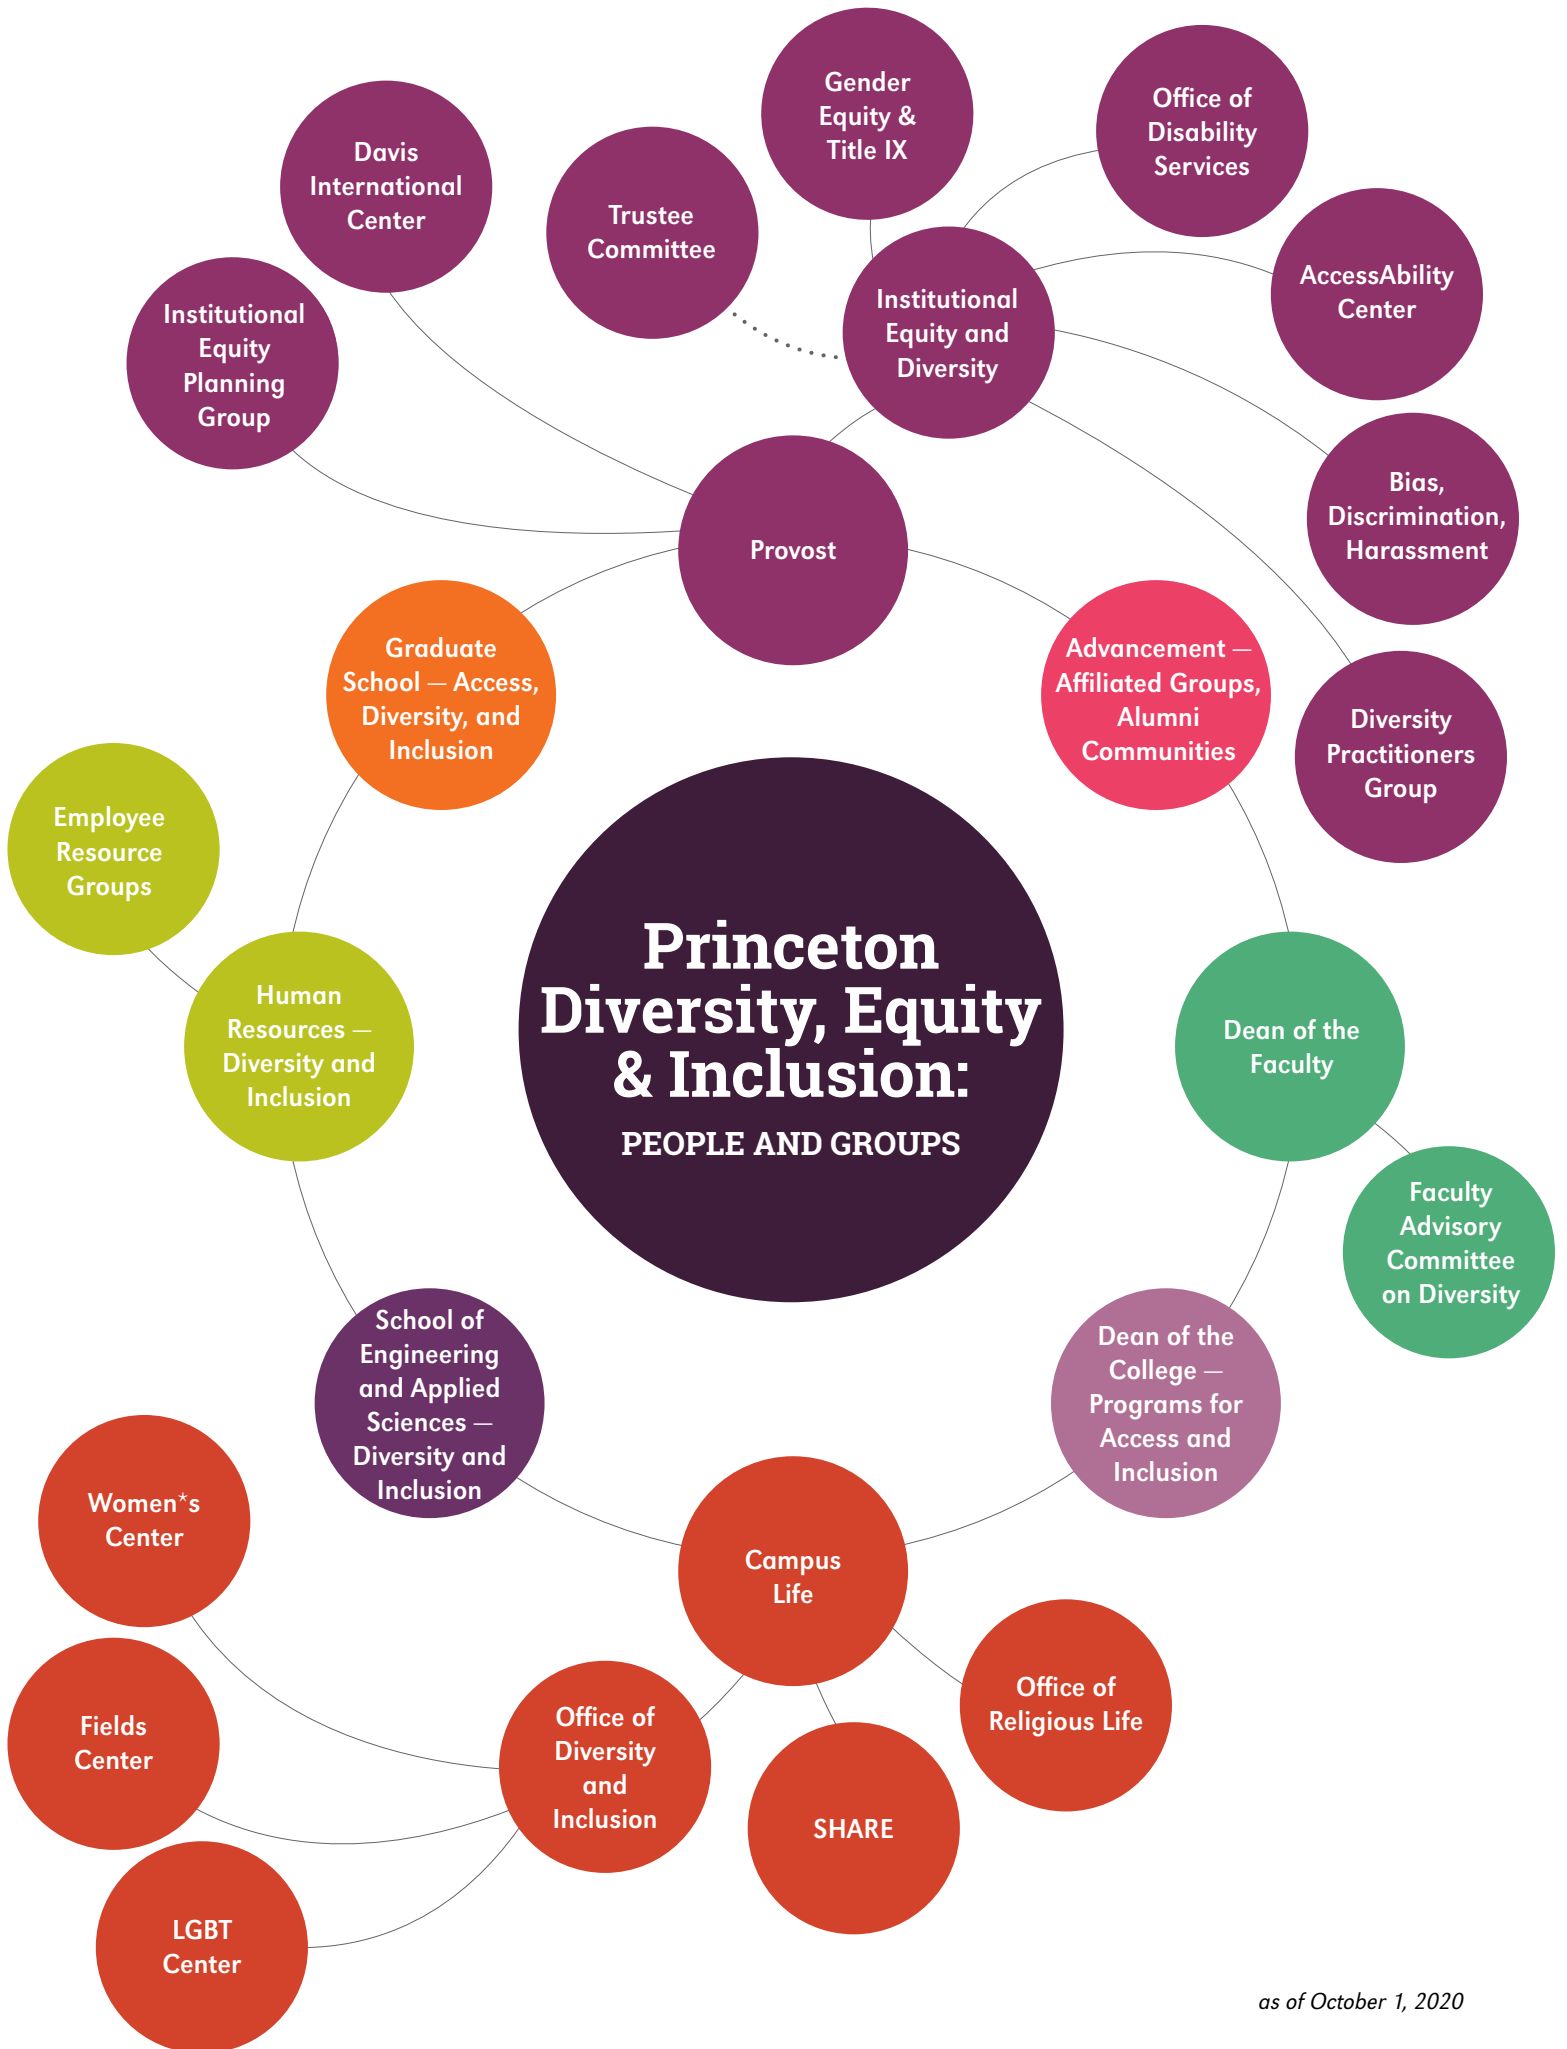 Gender
Equity &
Title IX
Office of
Disability
Services
Davis
International
Center
Trustee
Committee
AccessAbility
Center
Institutional
Equity and
Diversity
Institutional
Equity
Planning
Group
Bias,
Discrimination,
Harassment
Provost
Graduate
School — Access,
Diversity, and
Inclusion
Advancement —
Affiliated Groups,
Alumni
Communities
Diversity
Practitioners
Group
Employee
Resource
Groups
Princeton
Diversity, Equity
& Inclusion:
PEOPLE AND GROUPS
Human
Resources —
Diversity and
Inclusion
Dean of the
Faculty
Faculty
Advisory
Committee
on Diversity
School of
Engineering
and Applied
Sciences —
Diversity and
Inclusion
Dean of the
College —
Programs for
Access and
Inclusion
Women*s
Center
Campus
Life
Fields
Center
Office of
Diversity
and
Inclusion
Office of
Religious Life
SHARE
LGBT
Center
as of October 1, 2020